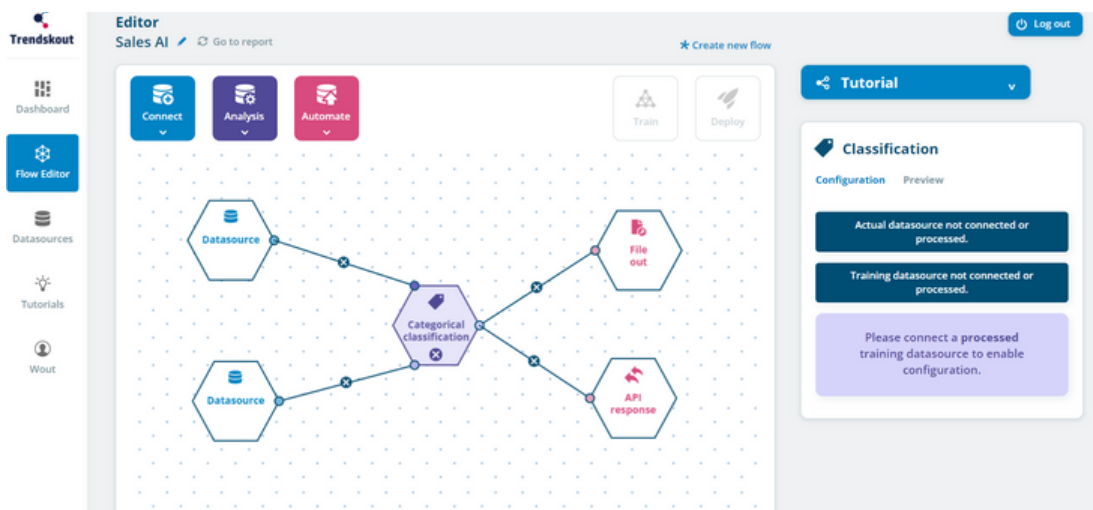 Trendskout
Dashboard
Flow Editor
Datasources
Tutorials
Wout
Editor
Sales AI Go to report
Create new flow
Log out
Connect
Analysis
Automate
Train
Deploy
Datasource
Datasource
Categorical
classification
File
out
API
response
Tutorial
Classification
Configuration Preview
Actual datasource not connected or
processed.
Training datasource not connected or
processed.
Please connect a processed
training datasource to enable
configuration.